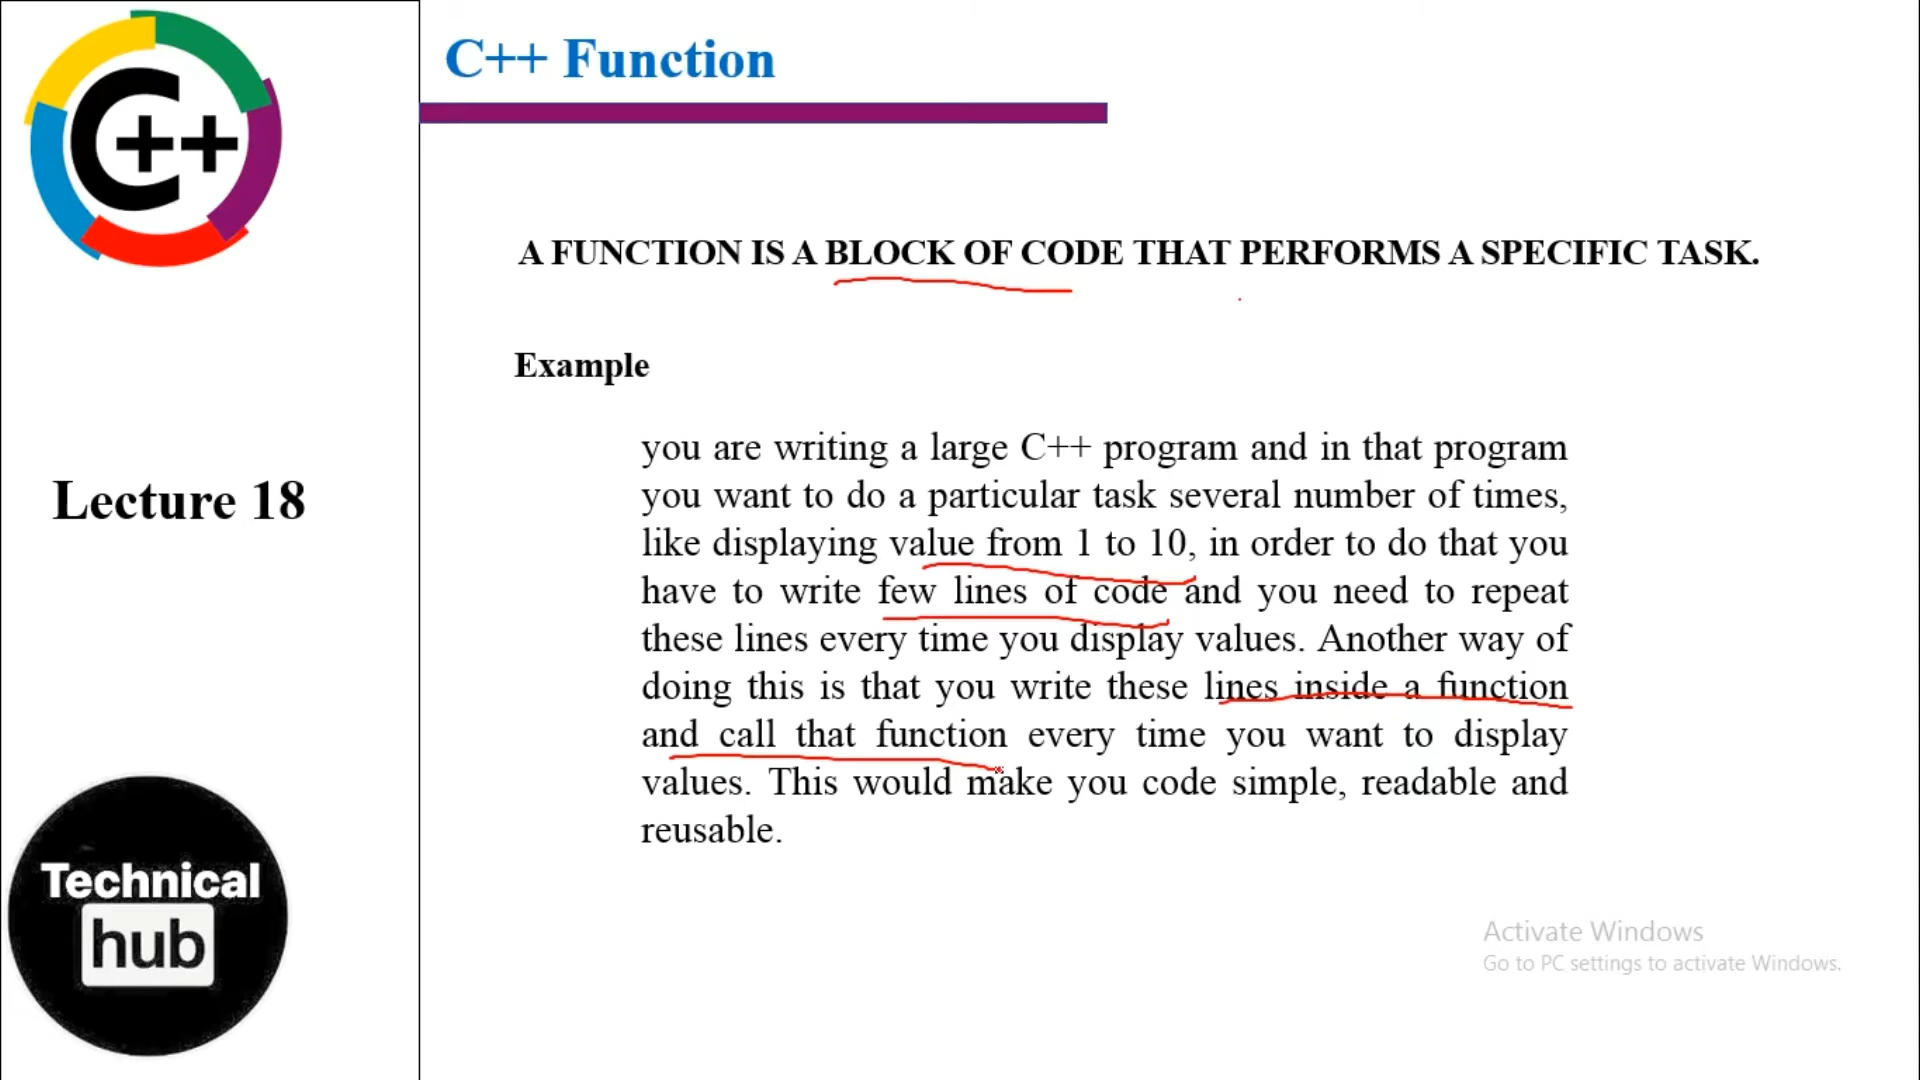 C++
C++ Function
A FUNCTION IS A BLOCK OF CODE THAT PERFORMS A SPECIFIC TASK.
Example
you are writing a large C++ program and in that program
you want to do a particular task several number of times,
like displaying value from 1 to 10, in order to do that you
have to write few lines of code and you need to repeat
these lines every time you display values. Another way of
doing this is that you write these lines inside a function
and call that function every time you want to display
values. This would make you code simple, readable and
reusable.
Lecture 18
Technical
hub
Activate Windows
Go to PC settings to activate Windows.